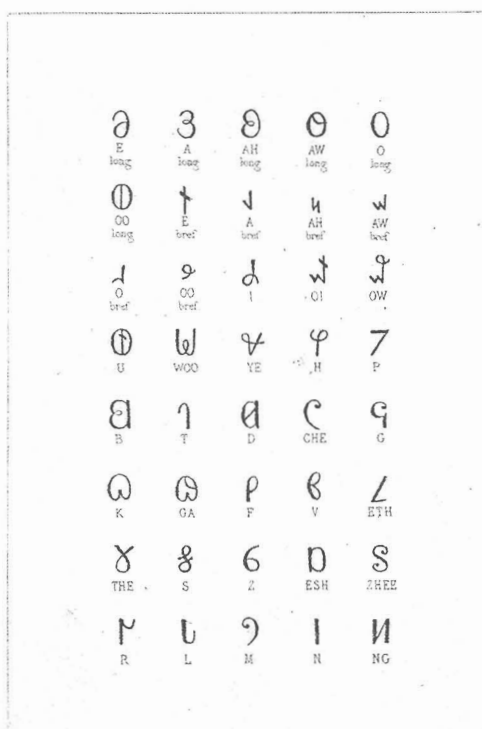 𐐀 𐐁 𐐂 𐐃 𐐄
E A AH AW O
long long long long long
𐐅 𐐆 𐐇 𐐈 𐐉
OO E A AH AW
long bref bref bref bref
𐐊 𐐋 𐐌 𐐦 𐐍
O OO I OI OW
bref bref
𐐧 𐐎 𐐏 𐐐 𐐑
U WOO YE H P
𐐒 𐐓 𐐔 𐐕 𐐖
B T D CHE G
𐐗 𐐘 𐐙 𐐚 𐐛
K GA F V ETH
𐐜 𐐝 𐐞 𐐟 𐐠
THE S Z ESH ZHEE
𐐡 𐐢 𐐣 𐐤 𐐥
R L M N NG